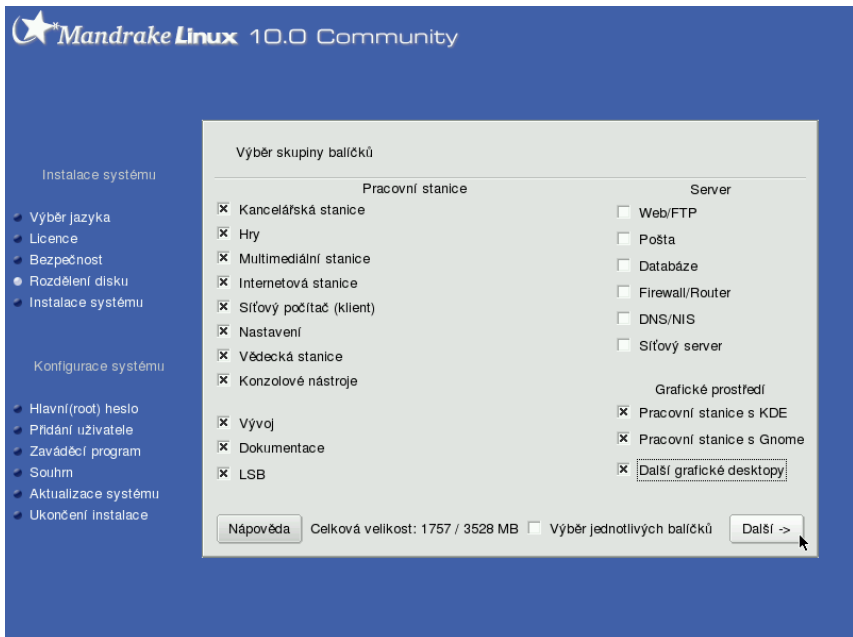 Mandrake Linux 10.0 Community
Instalace systému
Výběr jazyka
Licence
Bezpečnost
Rozdělení disku
Instalace systému
Konfigurace systému
Hlavní(root) heslo
Přidání uživatele
Zaváděcí program
Souhrn
Aktualizace systému
Ukončení instalace
Výběr skupiny balíčků
Pracovní stanice
Kancelářská stanice
Hry
Multimediální stanice
Internetová stanice
Síťový počítač (klient)
Nastavení
Vědecká stanice
Konzolové nástroje
Vývoj
Dokumentace
LSB
Server
Web/FTP
Pošta
Databáze
Firewall/Router
DNS/NIS
Síťový server
Grafické prostředí
Pracovní stanice s KDE
Pracovní stanice s Gnome
Další grafické desktopy
Nápověda Celková velikost: 1757 / 3528 MB Výběr jednotlivých balíčků Další ->